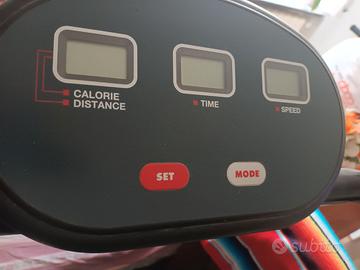 CALORIE
DISTANCE
TIME
SPEED
SET
MODE
subito